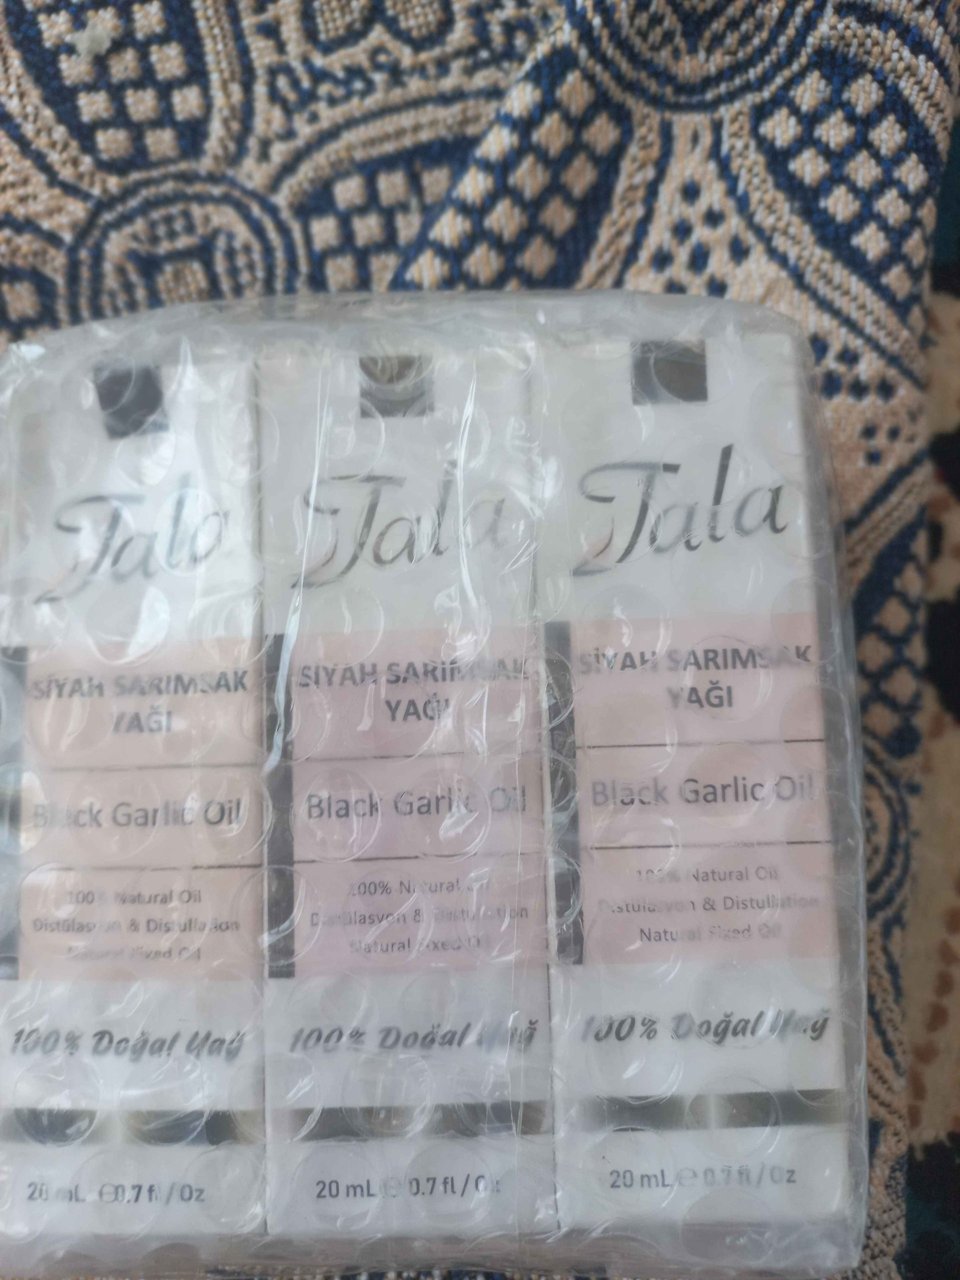 Tala
SİYAH SARIMSAK
YAĞI
Black Garlic Oil
100% Natural Oil
Distülasyon & Distullation
Natural Fixed Oil
100% Doğal Yağ
20 mL ℮0.7 fl / Oz
Tala
SİYAH SARIMSAK
YAĞI
Black Garlic Oil
100% Natural Oil
Distülasyon & Distullation
Natural Fixed Oil
100% Doğal Yağ
20 mL ℮ 0.7 fl / Oz
Tala
SİYAH SARIMSAK
YAĞI
Black Garlic Oil
100% Natural Oil
Distülasyon & Distullation
Natural Fixed Oil
100% Doğal Yağ
20 mL ℮ 0.7 fl / Oz